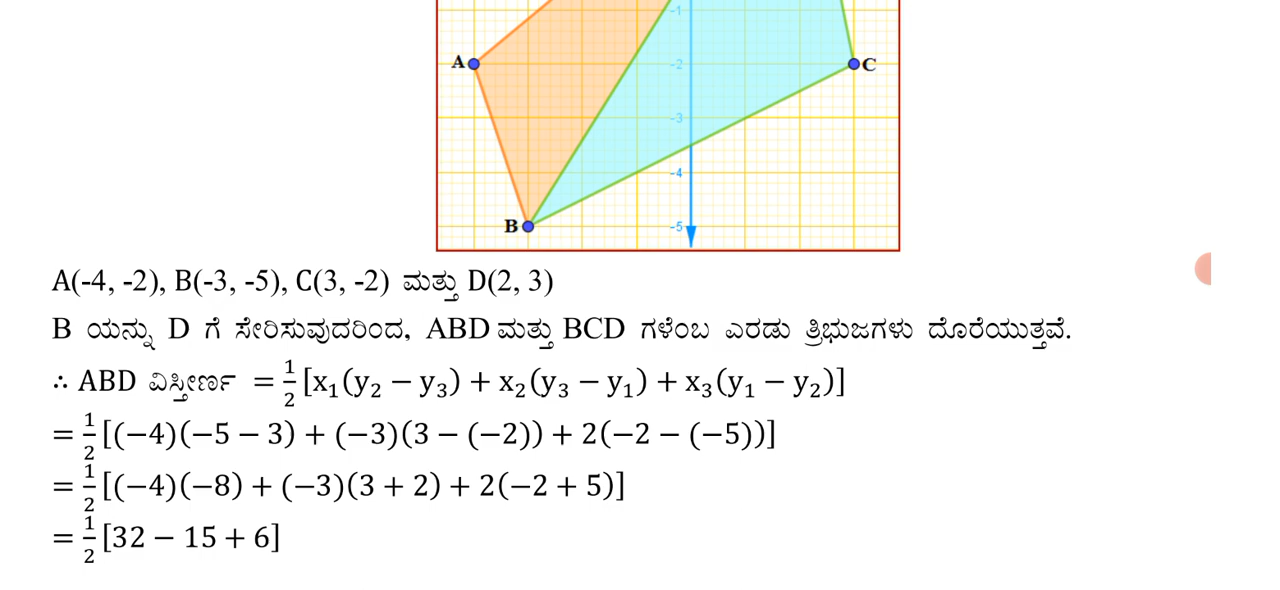 -1
A
-2
C
-3
-4
B
-5
A(-4, -2), B(-3, -5), C(3, -2) ಮತ್ತು D(2, 3)
B ಯನ್ನು D ಗೆ ಸೇರಿಸುವುದರಿಂದ, ABD ಮತ್ತು BCD ಗಳೆಂಬ ಎರಡು ತ್ರಿಭುಜಗಳು ದೊರೆಯುತ್ತವೆ.
∴ ABD ವಿಸ್ತೀರ್ಣ = 1/2 [x₁(y₂ − y₃) + x₂(y₃ − y₁) + x₃(y₁ − y₂)]
= 1/2 [(−4)(−5 − 3) + (−3)(3 − (−2)) + 2(−2 − (−5))]
= 1/2 [(−4)(−8) + (−3)(3 + 2) + 2(−2 + 5)]
= 1/2 [32 − 15 + 6]